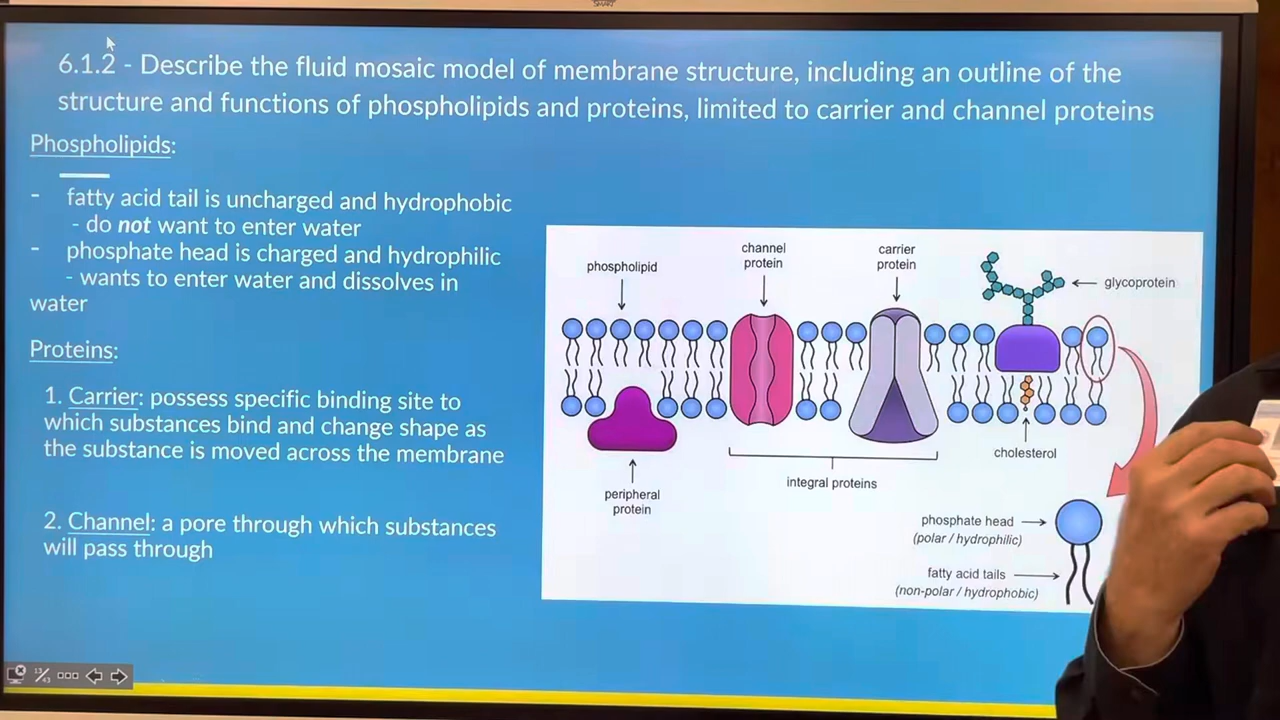 SMART
6.1.2 - Describe the fluid mosaic model of membrane structure, including an outline of the
structure and functions of phospholipids and proteins, limited to carrier and channel proteins
Phospholipids:
- fatty acid tail is uncharged and hydrophobic
- do not want to enter water
- phosphate head is charged and hydrophilic
- wants to enter water and dissolves in
water
Proteins:
1. Carrier: possess specific binding site to
which substances bind and change shape as
the substance is moved across the membrane
2. Channel: a pore through which substances
will pass through
phospholipid
channel
protein
carrier
protein
glycoprotein
peripheral
protein
integral proteins
cholesterol
phosphate head
(polar / hydrophilic)
fatty acid tails
(non-polar / hydrophobic)
13/43